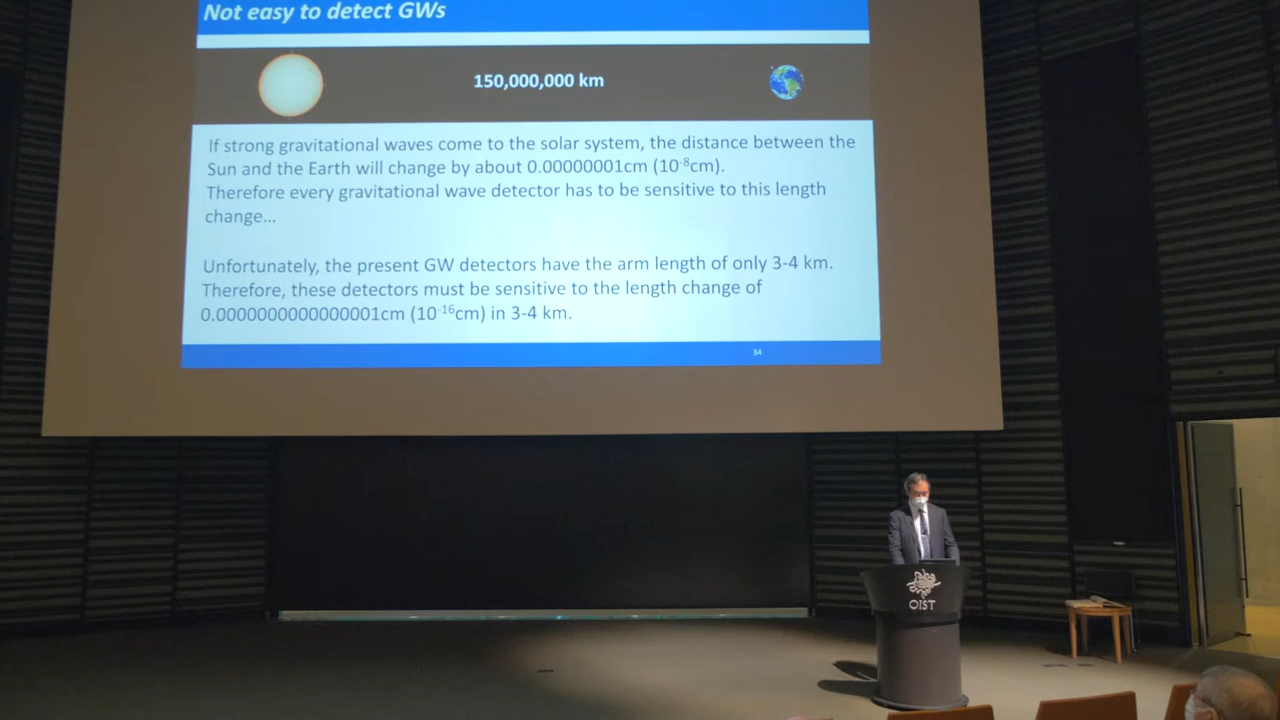 Not easy to detect GWs
150,000,000 km
If strong gravitational waves come to the solar system, the distance between the
Sun and the Earth will change by about 0.00000001cm (10⁻⁸cm).
Therefore every gravitational wave detector has to be sensitive to this length
change...
Unfortunately, the present GW detectors have the arm length of only 3-4 km.
Therefore, these detectors must be sensitive to the length change of
0.0000000000000001cm (10⁻¹⁶cm) in 3-4 km.
34
OIST